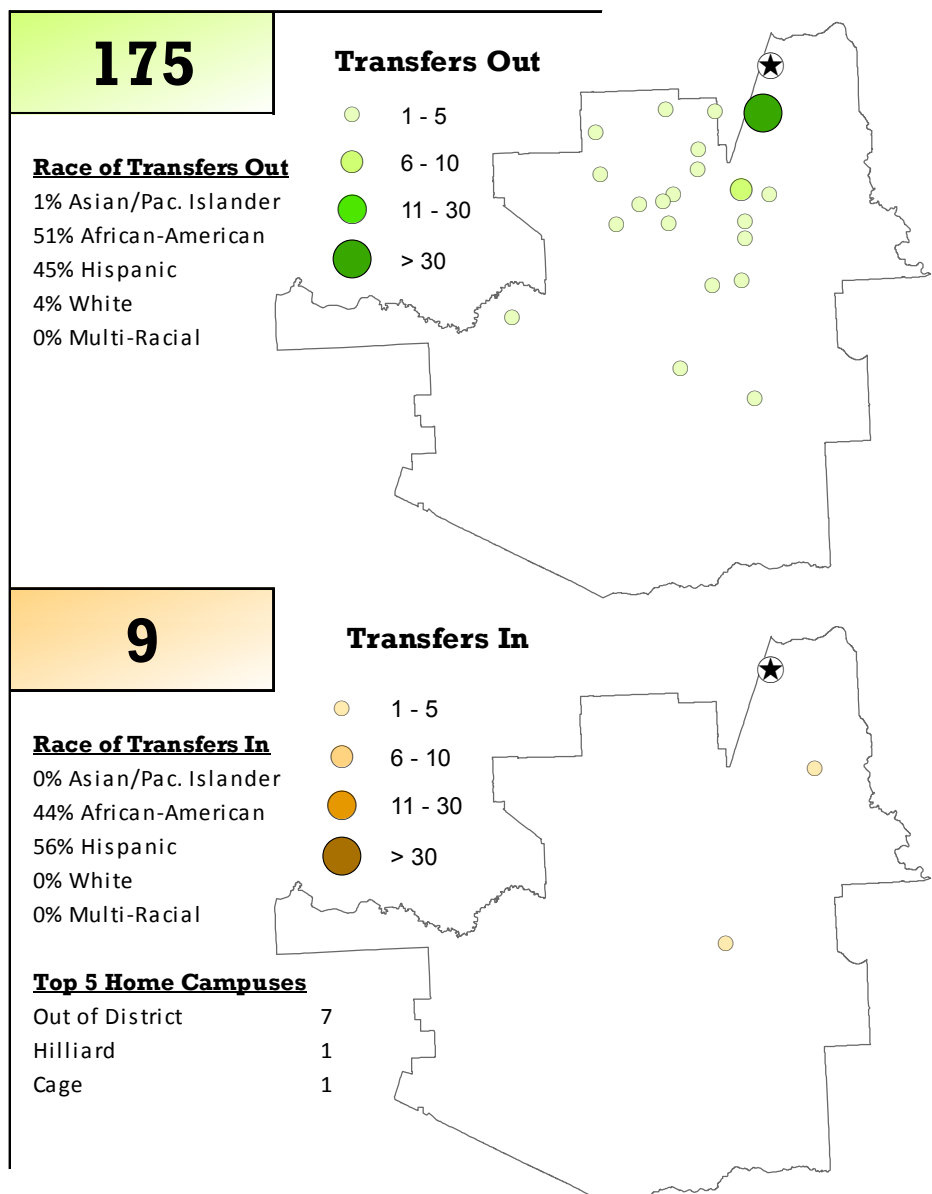 175
Transfers Out
1 - 5
6 - 10
11 - 30
> 30
Race of Transfers Out
1% Asian/Pac. Islander
51% African-American
45% Hispanic
4% White
0% Multi-Racial
9
Transfers In
1 - 5
6 - 10
11 - 30
> 30
Race of Transfers In
0% Asian/Pac. Islander
44% African-American
56% Hispanic
0% White
0% Multi-Racial
Top 5 Home Campuses
Out of District 7
Hilliard 1
Cage 1